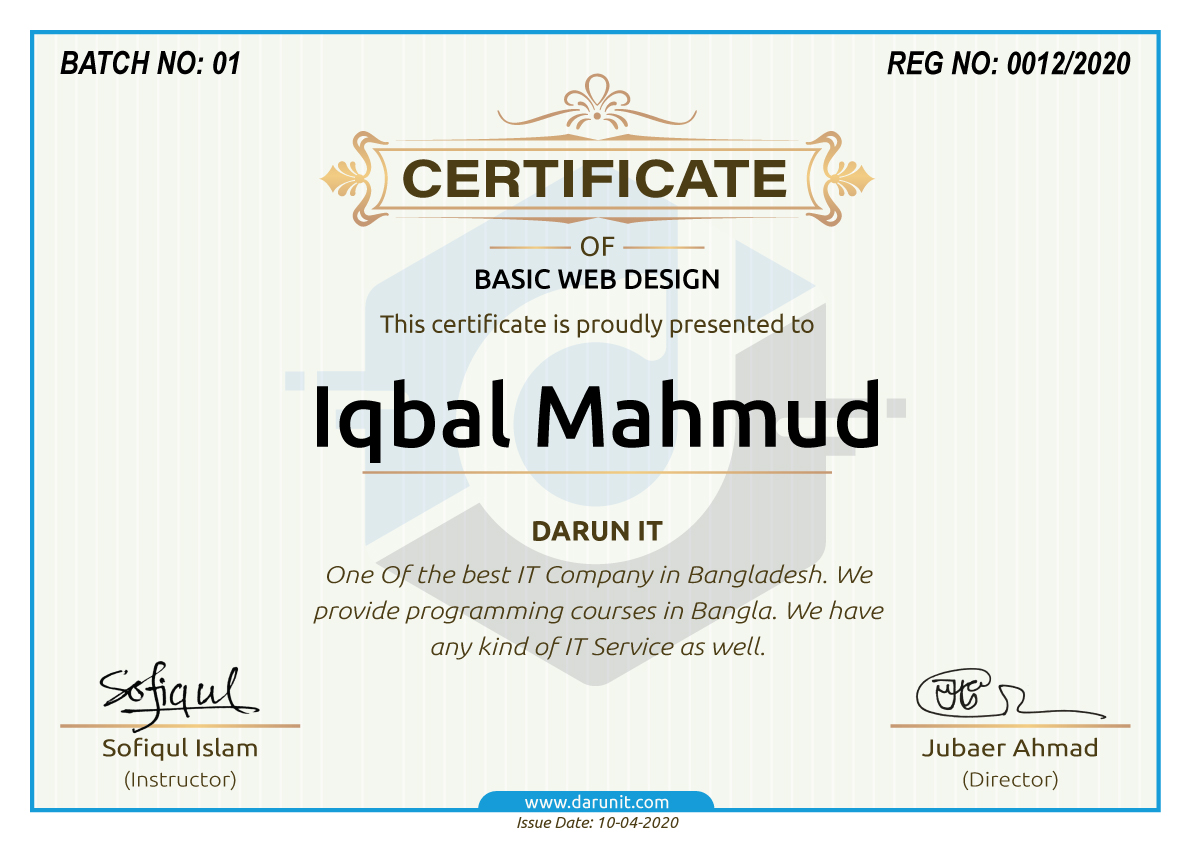 BATCH NO: 01
REG NO: 0012/2020
CERTIFICATE
OF
BASIC WEB DESIGN
This certificate is proudly presented to
Iqbal Mahmud
DARUN IT
One Of the best IT Company in Bangladesh. We
provide programming courses in Bangla. We have
any kind of IT Service as well.
Sofiqul
Sofiqul Islam
(Instructor)
Jubaer Ahmad
(Director)
www.darunit.com
Issue Date: 10-04-2020